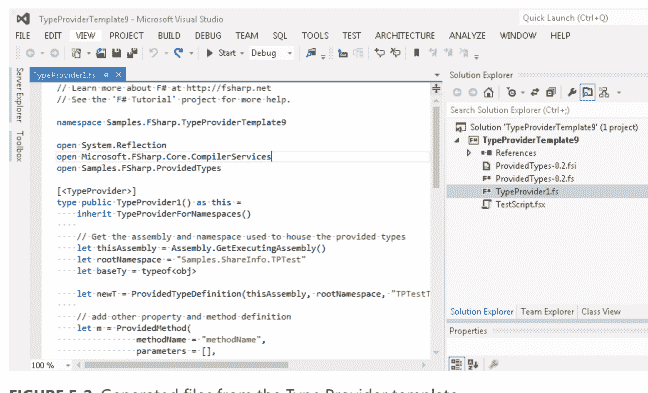 TypeProviderTemplate9 - Microsoft Visual Studio
Quick Launch (Ctrl+Q)
FILE EDIT VIEW PROJECT BUILD DEBUG TEAM SQL TOOLS TEST ARCHITECTURE ANALYZE WINDOW HELP
Start Debug
Server Explorer
Toolbox
TypeProvider1.fs
// Learn more about F# at http://fsharp.net
// See the 'F# Tutorial' project for more help.
namespace Samples.FSharp.TypeProviderTemplate9
open System.Reflection
open Microsoft.FSharp.Core.CompilerServices
open Samples.FSharp.ProvidedTypes
[<TypeProvider>]
type public TypeProvider1() as this =
inherit TypeProviderForNamespaces()
// Get the assembly and namespace used to house the provided types
let thisAssembly = Assembly.GetExecutingAssembly()
let rootNamespace = "Samples.ShareInfo.TPTest"
let baseTy = typeof<obj>
let newT = ProvidedTypeDefinition(thisAssembly, rootNamespace, "TPTestT
// add other property and method definition
let m = ProvidedMethod(
methodName = "methodName",
parameters = [],
100 %
Solution Explorer
Search Solution Explorer (Ctrl+;)
Solution 'TypeProviderTemplate9' (1 project)
TypeProviderTemplate9
References
ProvidedTypes-0.2.fsi
ProvidedTypes-0.2.fs
TypeProvider1.fs
TestScript.fsx
Solution Explorer Team Explorer Class View
Properties